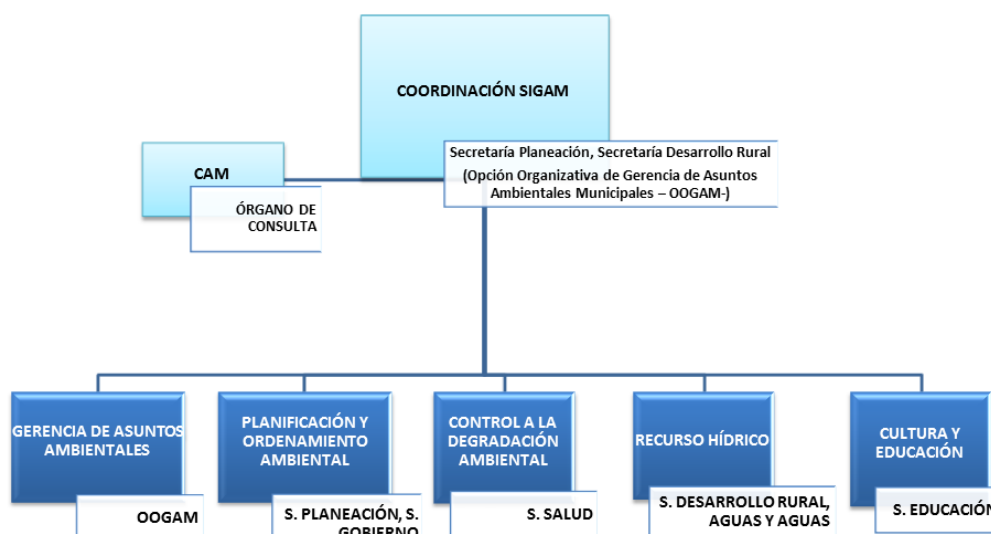 COORDINACIÓN SIGAM
Secretaría Planeación, Secretaría Desarrollo Rural
(Opción Organizativa de Gerencia de Asuntos
Ambientales Municipales – OOGAM-)
CAM
ÓRGANO DE
CONSULTA
GERENCIA DE ASUNTOS
AMBIENTALES
OOGAM
PLANIFICACIÓN Y
ORDENAMIENTO
AMBIENTAL
S. PLANEACIÓN, S.
GOBIERNO
CONTROL A LA
DEGRADACIÓN
AMBIENTAL
S. SALUD
RECURSO HÍDRICO
S. DESARROLLO RURAL,
AGUAS Y AGUAS
CULTURA Y
EDUCACIÓN
S. EDUCACIÓN